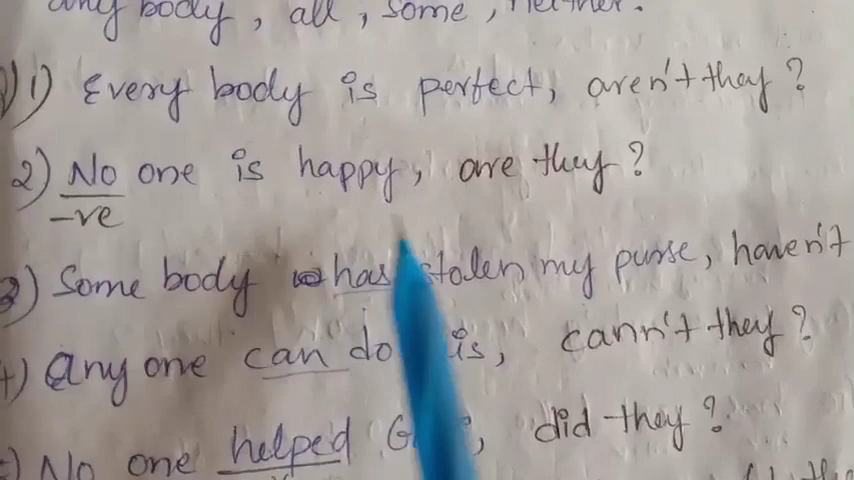 any body, all, some, neither.
1) Every body is perfect, aren't they?
2) No one is happy, are they?
-ve
3) Some body has stolen my purse, haven't
4) Any one can do is, cann't they?
No one helped G, did they?